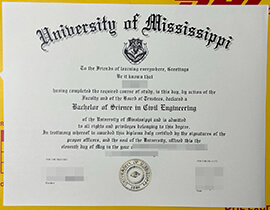 University of Mississippi
To the Friends of learning everywhere, Greetings
Be it known that
having completed the required course of study, is this day, by action of the
Faculty and of the Board of Trustees, declared a
Bachelor of Science in Civil Engineering
of the University of Mississippi and is admitted
to all rights and privileges belonging to this degree.
In testimony whereof is awarded this diploma duly certified by the signatures of the
proper officers, and the seal of the University, affixed this the
eleventh day of May in the year